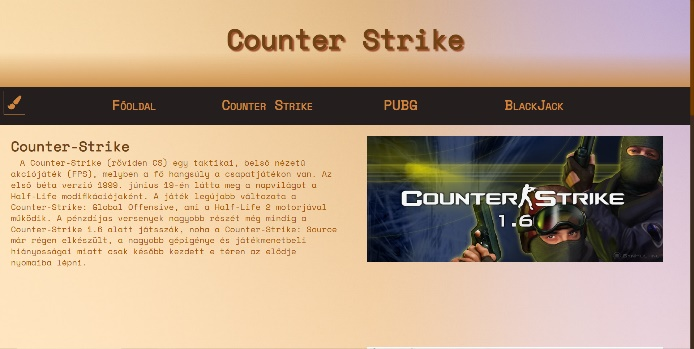 Counter Strike
Főoldal
Counter Strike
PUBG
BlackJack
Counter-Strike
A Counter-Strike (röviden CS) egy taktikai, belső nézetű
akciójáték (FPS), melyben a fő hangsúly a csapatjátékon van. Az
első béta verzió 1999. június 19-én látta meg a napvilágot a
Half-Life modifikációjaként. A játék legújabb változata a
Counter-Strike: Global Offensive, ami a Half-Life 2 motorjával
működik. A pénzdíjas versenyek nagyobb részét még mindig a
Counter-Strike 1.6 alatt játsszák, noha a Counter-Strike: Source
már régen elkészült, a nagyobb gépigénye és játékmenetbeli
hiányosságai miatt csak később kezdett e téren az elődje
nyomaiba lépni.
COUNTER STRIKE
1.6